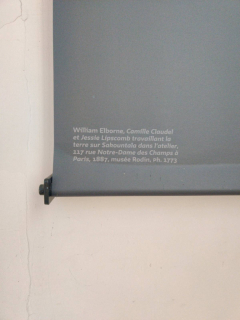 William Elborne, Camille Claudel
et Jessie Lipscomb travaillant la
terre sur Sakountala dans l'atelier,
117 rue Notre-Dame des Champs à
Paris, 1887, musée Rodin, Ph. 1773